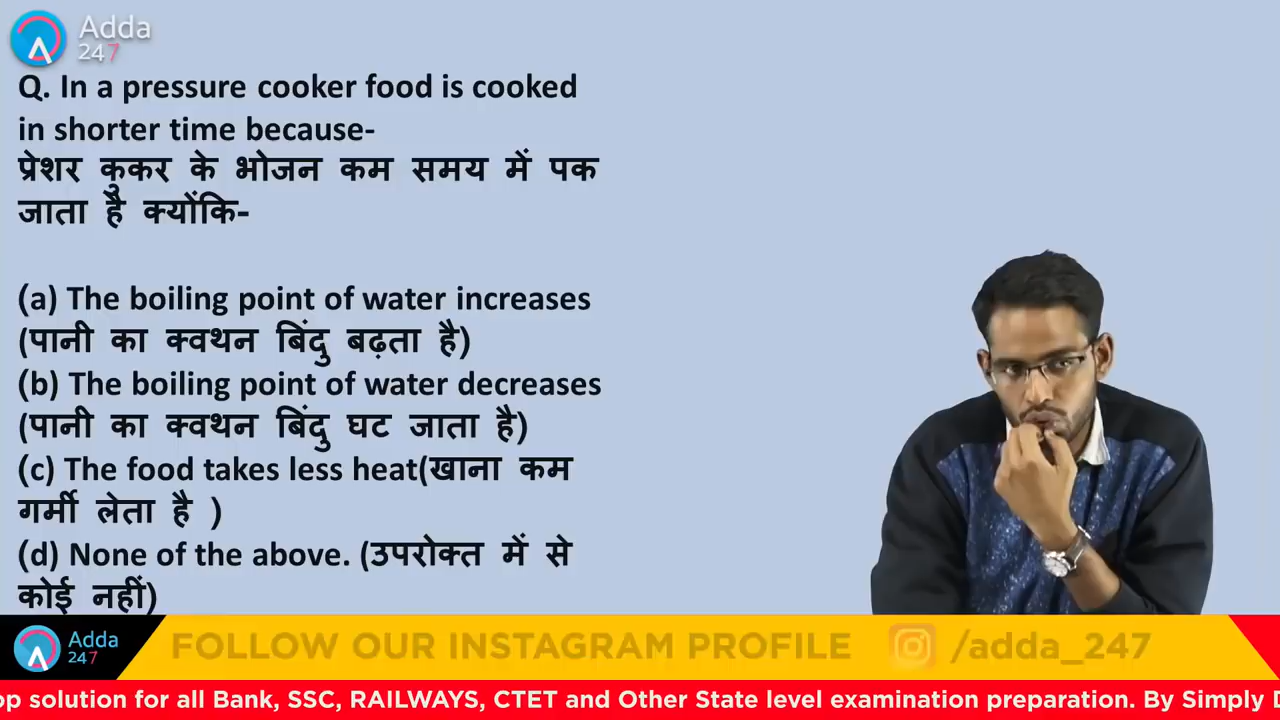 Adda
247
Q. In a pressure cooker food is cooked
in shorter time because-
प्रेशर कुकर के भोजन कम समय में पक
जाता है क्योंकि-
(a) The boiling point of water increases
(पानी का क्वथन बिंदु बढ़ता है)
(b) The boiling point of water decreases
(पानी का क्वथन बिंदु घट जाता है)
(c) The food takes less heat(खाना कम
गर्मी लेता है )
(d) None of the above. (उपरोक्त में से
कोई नहीं)
Adda
247
FOLLOW OUR INSTAGRAM PROFILE /adda_247
op solution for all Bank, SSC, RAILWAYS, CTET and Other State level examination preparation. By Simply D